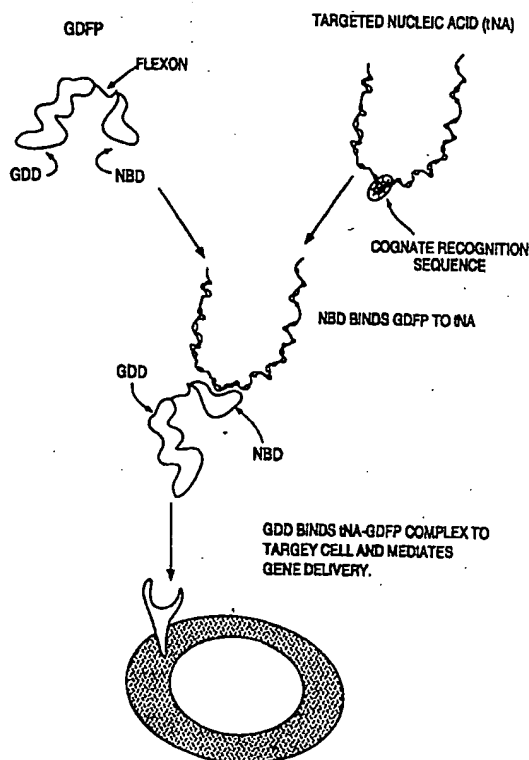 GDFP
TARGETED NUCLEIC ACID (tNA)
FLEXON
GDD
NBD
COGNATE RECOGNITION
SEQUENCE
NBD BINDS GDFP TO tNA
GDD
NBD
GDD BINDS tNA-GDFP COMPLEX TO
TARGEY CELL AND MEDIATES
GENE DELIVERY.